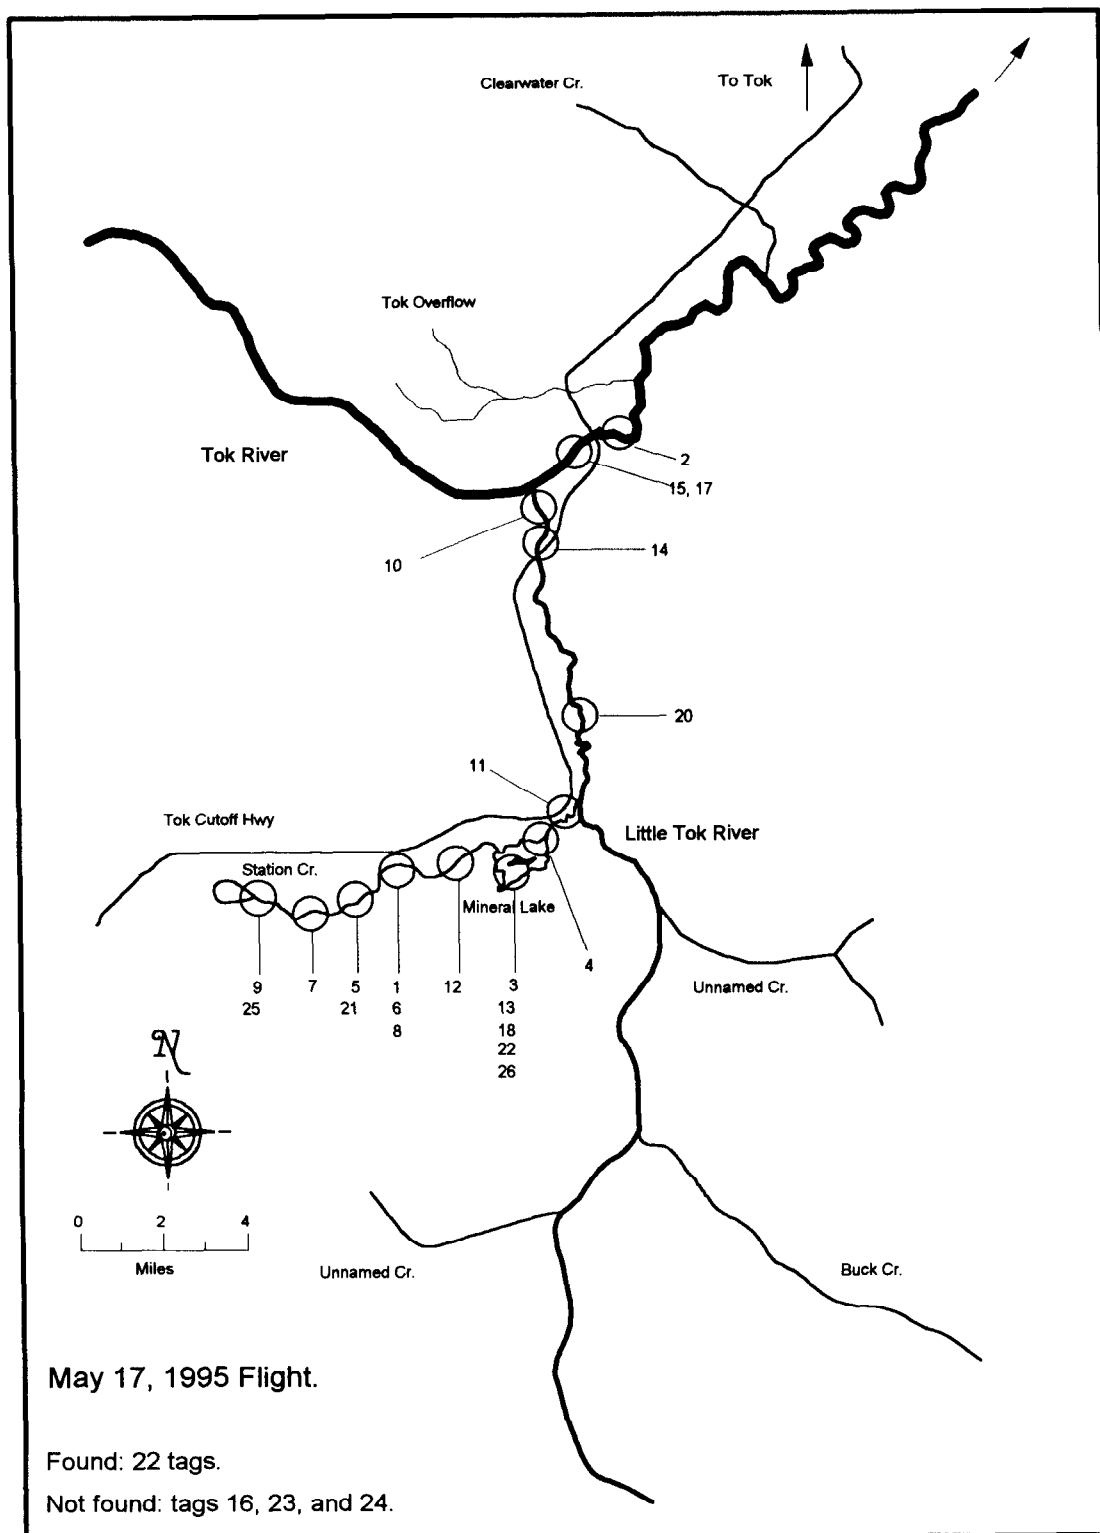 Clearwater Cr.
To Tok
Tok Overflow
Tok River
2
15, 17
10
14
20
11
Tok Cutoff Hwy
Little Tok River
Station Cr.
Mineral Lake
4
9
25
7
5
21
1
6
8
12
3
13
18
22
26
Unnamed Cr.
N
0 2 4
Miles
Unnamed Cr.
Buck Cr.
May 17, 1995 Flight.
Found: 22 tags.
Not found: tags 16, 23, and 24.